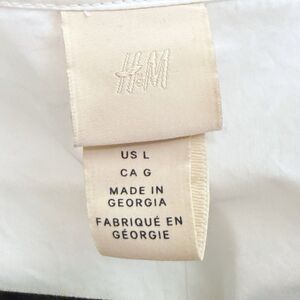 H&M
US L
CA G
MADE IN
GEORGIA
FABRIQUÉ EN
GÉORGIE